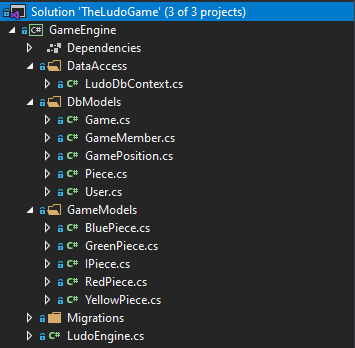 Solution 'TheLudoGame' (3 of 3 projects)
C# GameEngine
Dependencies
DataAccess
C# LudoDbContext.cs
DbModels
C# Game.cs
C# GameMember.cs
C# GamePosition.cs
C# Piece.cs
C# User.cs
GameModels
C# BluePiece.cs
C# GreenPiece.cs
C# IPiece.cs
C# RedPiece.cs
C# YellowPiece.cs
Migrations
C# LudoEngine.cs